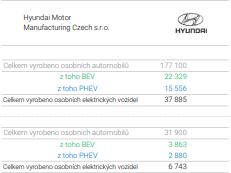 Hyundai Motor
Manufacturing Czech s.r.o.
HYUNDAI
Celkem vyrobeno osobních automobilů 177 100
z toho BEV 22 329
z toho PHEV 15 556
Celkem vyrobeno osobních elektrických vozidel 37 885
Celkem vyrobeno osobních automobilů 31 900
z toho BEV 3 863
z toho PHEV 2 880
Celkem vyrobeno osobních elektrických vozidel 6 743